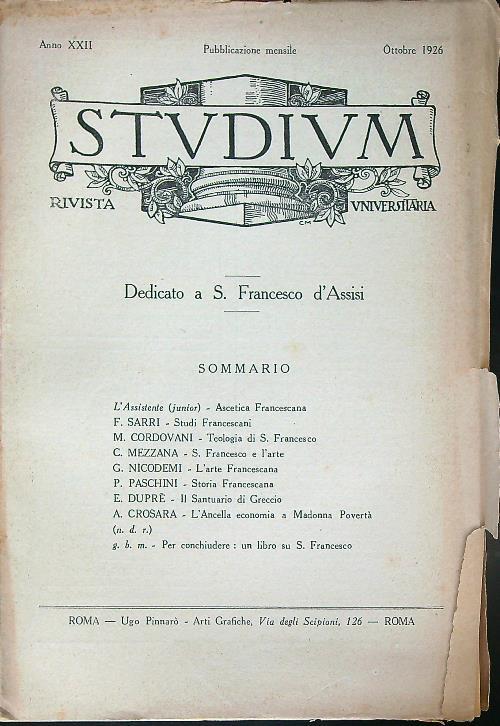 Anno XXII Pubblicazione mensile Ottobre 1926
STVDIVM
RIVISTA VNIVERSITARIA
CM
Dedicato a S. Francesco d'Assisi
SOMMARIO
L'Assistente (junior) - Ascetica Francescana
F. SARRI - Studi Francescani
M. CORDOVANI - Teologia di S. Francesco
C. MEZZANA - S. Francesco e l'arte
G. NICODEMI - L'arte Francescana
P. PASCHINI - Storia Francescana
E. DUPRÈ - Il Santuario di Greccio
A. CROSARA - L'Ancella economia a Madonna Povertà
(n. d. r.)
g. b. m. - Per conchiudere : un libro su S. Francesco
ROMA — Ugo Pinnarò - Arti Grafiche, Via degli Scipioni, 126 — ROMA